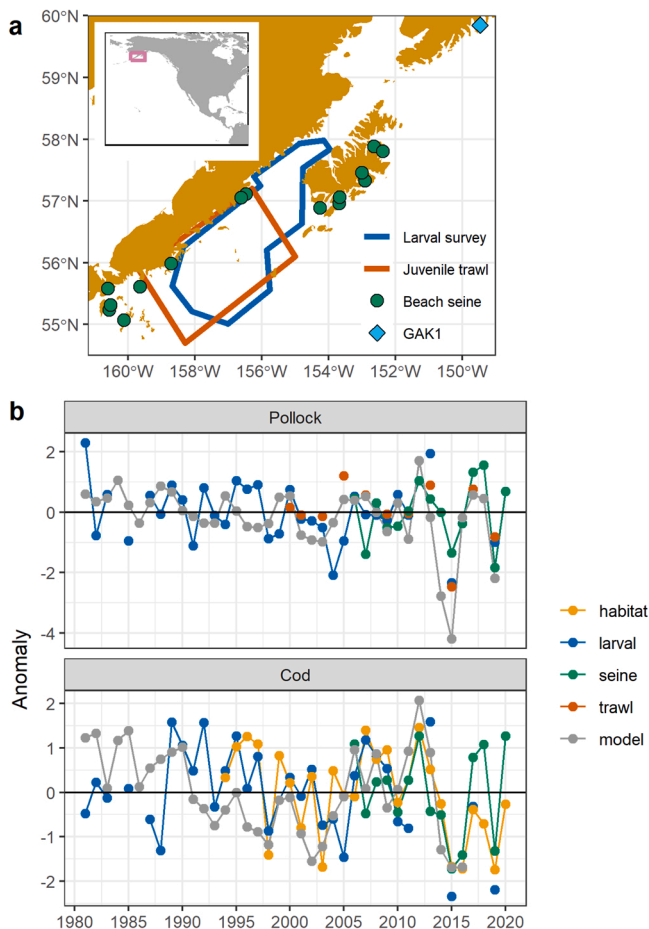 a
60°N
59°N
58°N
57°N
56°N
55°N
Larval survey
Juvenile trawl
Beach seine
GAK1
160°W 158°W 156°W 154°W 152°W 150°W
b
Pollock
2
0
-2
-4
Anomaly
Cod
2
1
0
-1
-2
1980 1985 1990 1995 2000 2005 2010 2015 2020
habitat
larval
seine
trawl
model